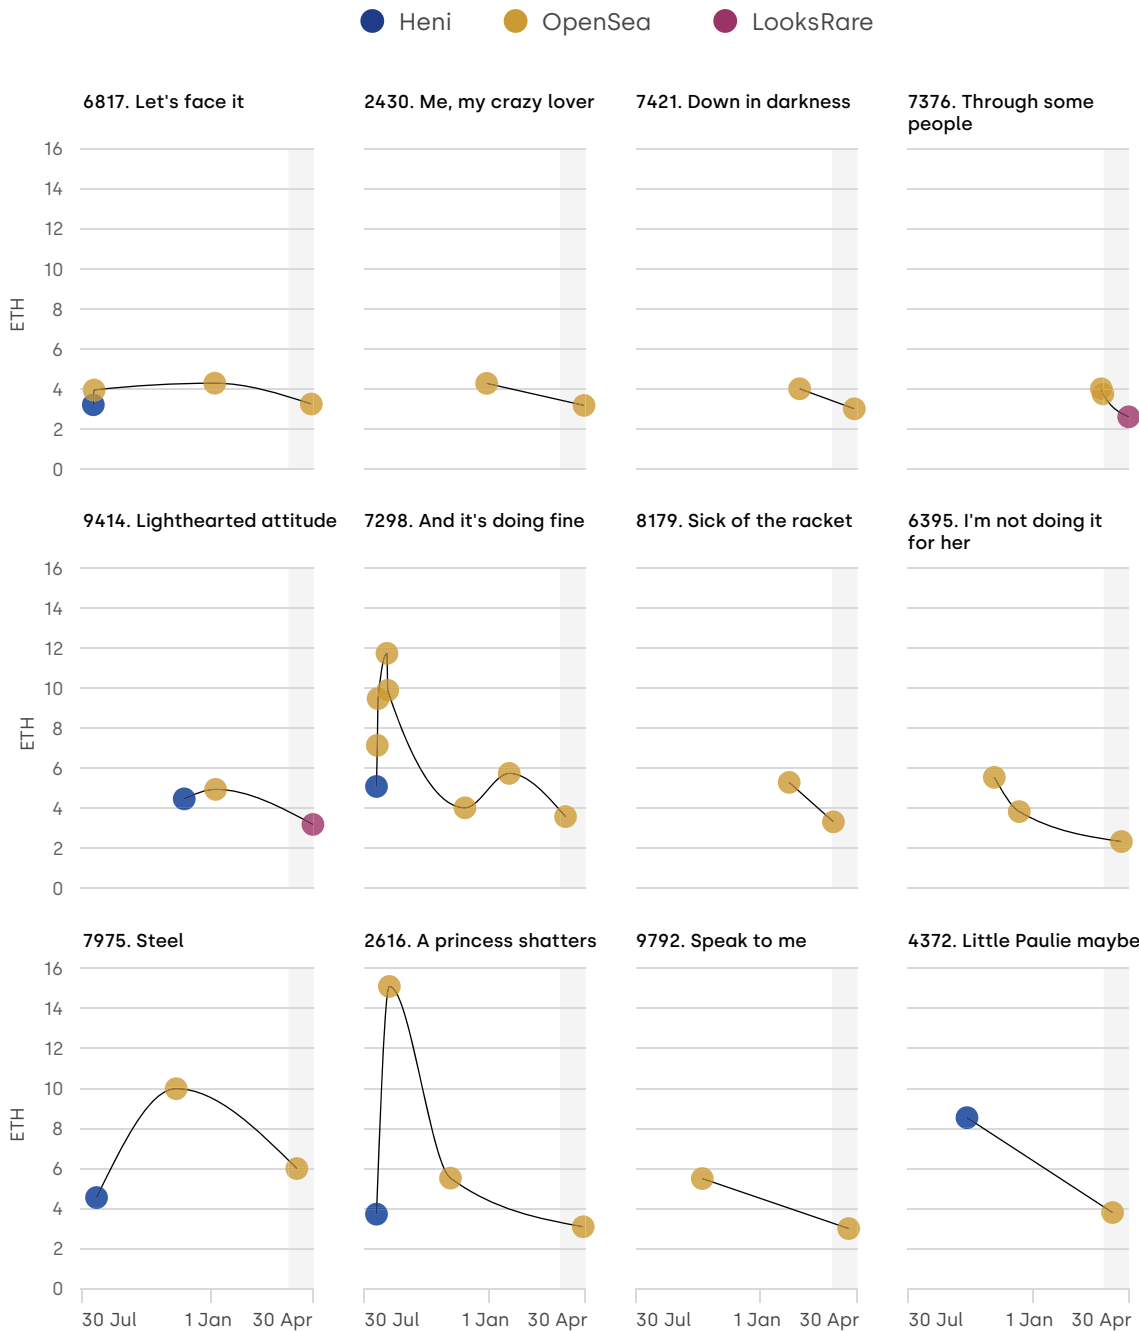 Heni OpenSea LooksRare
6817. Let's face it
2430. Me, my crazy lover
7421. Down in darkness
7376. Through some
people
16
14
12
10
8
6
4
2
0
ETH
9414. Lighthearted attitude
7298. And it's doing fine
8179. Sick of the racket
6395. I'm not doing it
for her
16
14
12
10
8
6
4
2
0
ETH
7975. Steel
2616. A princess shatters
9792. Speak to me
4372. Little Paulie maybe
16
14
12
10
8
6
4
2
0
ETH
30 Jul 1 Jan 30 Apr
30 Jul 1 Jan 30 Apr
30 Jul 1 Jan 30 Apr
30 Jul 1 Jan 30 Apr